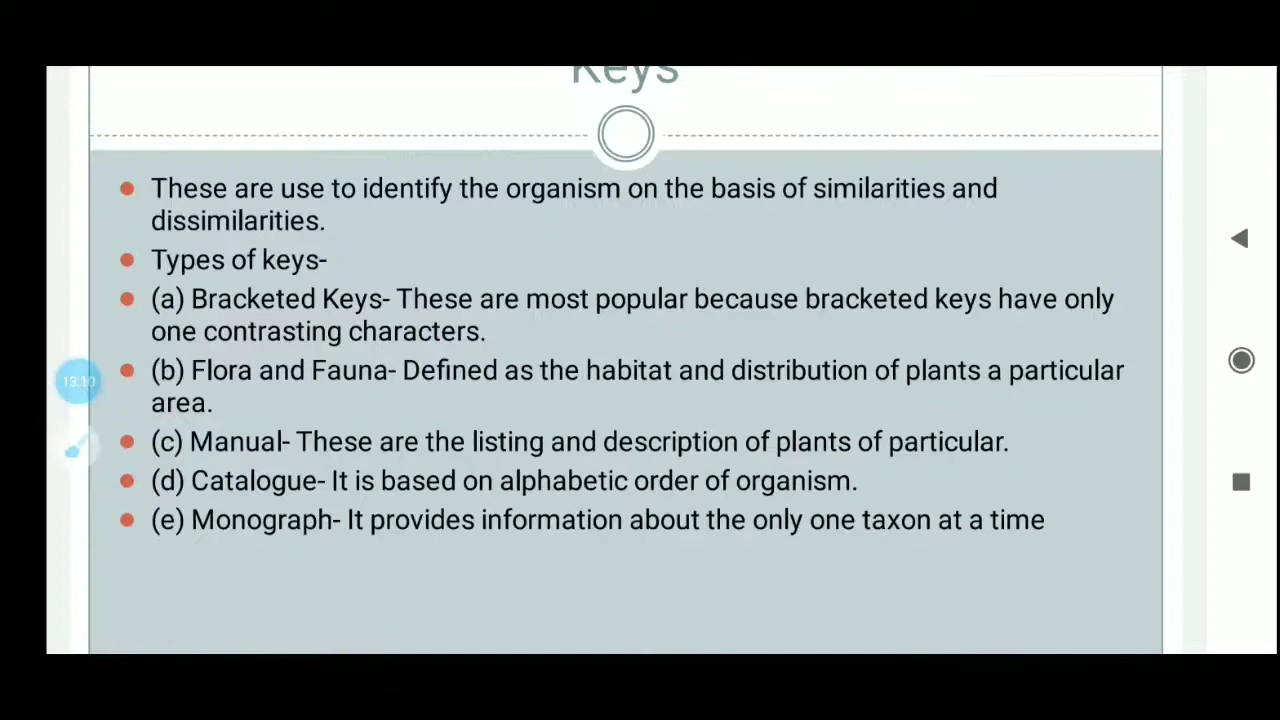 Keys
These are use to identify the organism on the basis of similarities and
dissimilarities.
Types of keys-
(a) Bracketed Keys- These are most popular because bracketed keys have only
one contrasting characters.
(b) Flora and Fauna- Defined as the habitat and distribution of plants a particular
area.
13:10
(c) Manual- These are the listing and description of plants of particular.
(d) Catalogue- It is based on alphabetic order of organism.
(e) Monograph- It provides information about the only one taxon at a time